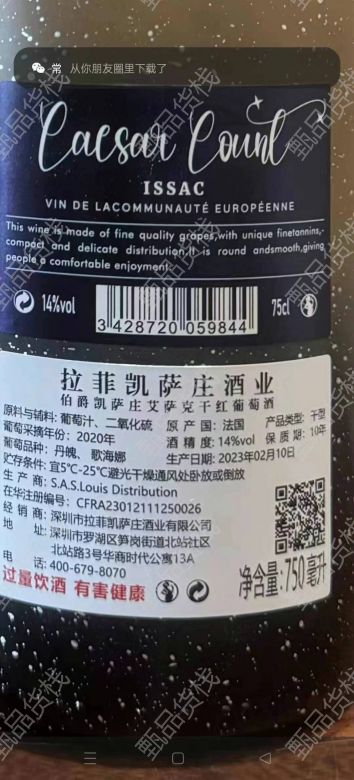 常 从你朋友圈里下载了
Caesar Count
ISSAC
VIN DE LACOMMUNAUTÉ EUROPÉENNE
This wine is made of fine quality grapes,with unique finetannins,-
compact and delicate distribution.It is round andsmooth,giving
people a comfortable enjoyment.
14%vol
3 428720 059844
75cl
拉菲凯萨庄酒业
伯爵凯萨庄艾萨克干红葡萄酒
原料与辅料: 葡萄汁、二氧化硫 原产国: 法国 产品类型: 干型
葡萄采摘年份: 2020年 酒精度: 14%vol 保质期: 10年
葡萄品种: 丹魄、歌海娜 生产日期: 2023年02月10日
贮存条件: 宜5℃-25℃避光干燥通风处卧放或倒放
生产商: S.A.S.Louis Distribution
在华注册编号: CFRA23012111250026
经销商: 深圳市拉菲凯萨庄酒业有限公司
地址: 深圳市罗湖区笋岗街道北站社区
北站路3号华商时代公寓13A
电话: 400-679-8070
过量饮酒 有害健康
净含量: 750毫升
甄品货栈